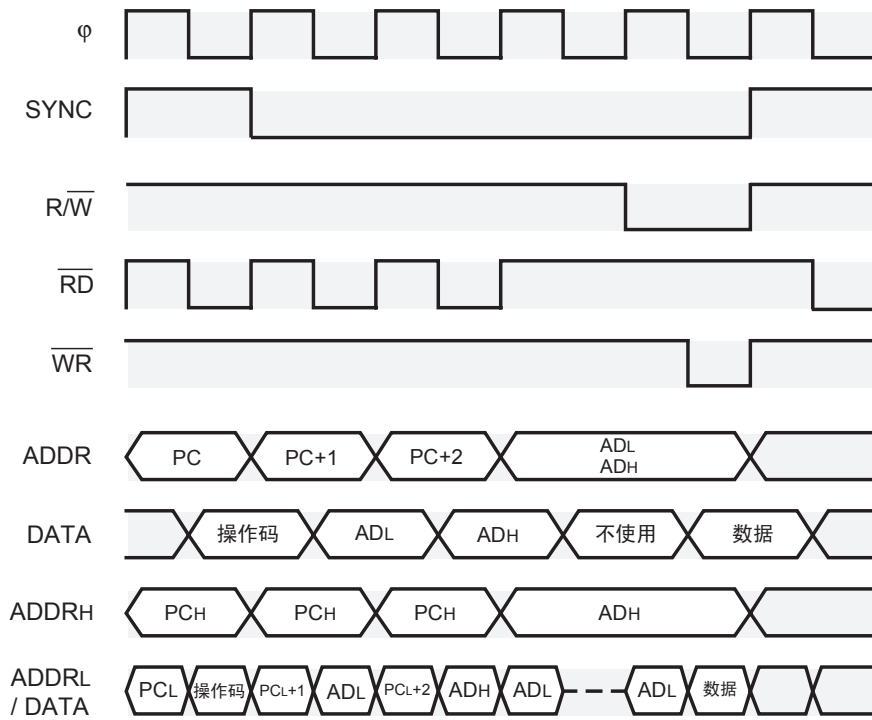 φ
SYNC
R/W̅
R̅D̅
W̅R̅
ADDR PC PC+1 PC+2 ADL
ADH
DATA 操作码 ADL ADH 不使用 数据
ADDRH PCH PCH PCH ADH
ADDRL
/ DATA PCL 操作码 PCL+1 ADL PCL+2 ADH ADL ADL 数据